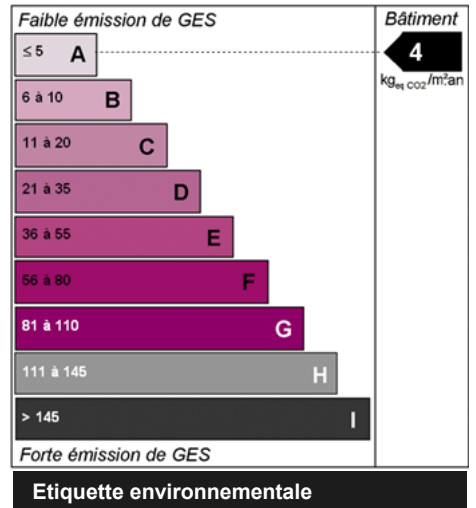 Faible émission de GES
Bâtiment
≤ 5 A
4
kgeq CO2/m².an
6 à 10 B
11 à 20 C
21 à 35 D
36 à 55 E
56 à 80 F
81 à 110 G
111 à 145 H
> 145 I
Forte émission de GES
Etiquette environnementale